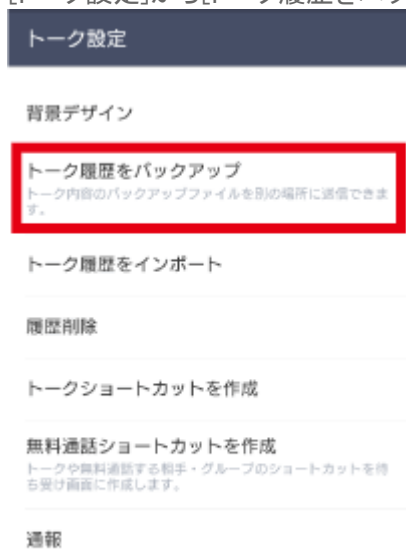 トーク設定
背景デザイン
トーク履歴をバックアップ
トーク内容のバックアップファイルを別の場所に送信できま
す。
トーク履歴をインポート
履歴削除
トークショートカットを作成
無料通話ショートカットを作成
トークや無料通話する相手・グループのショートカットを待
ち受け画面に作成します。
通報